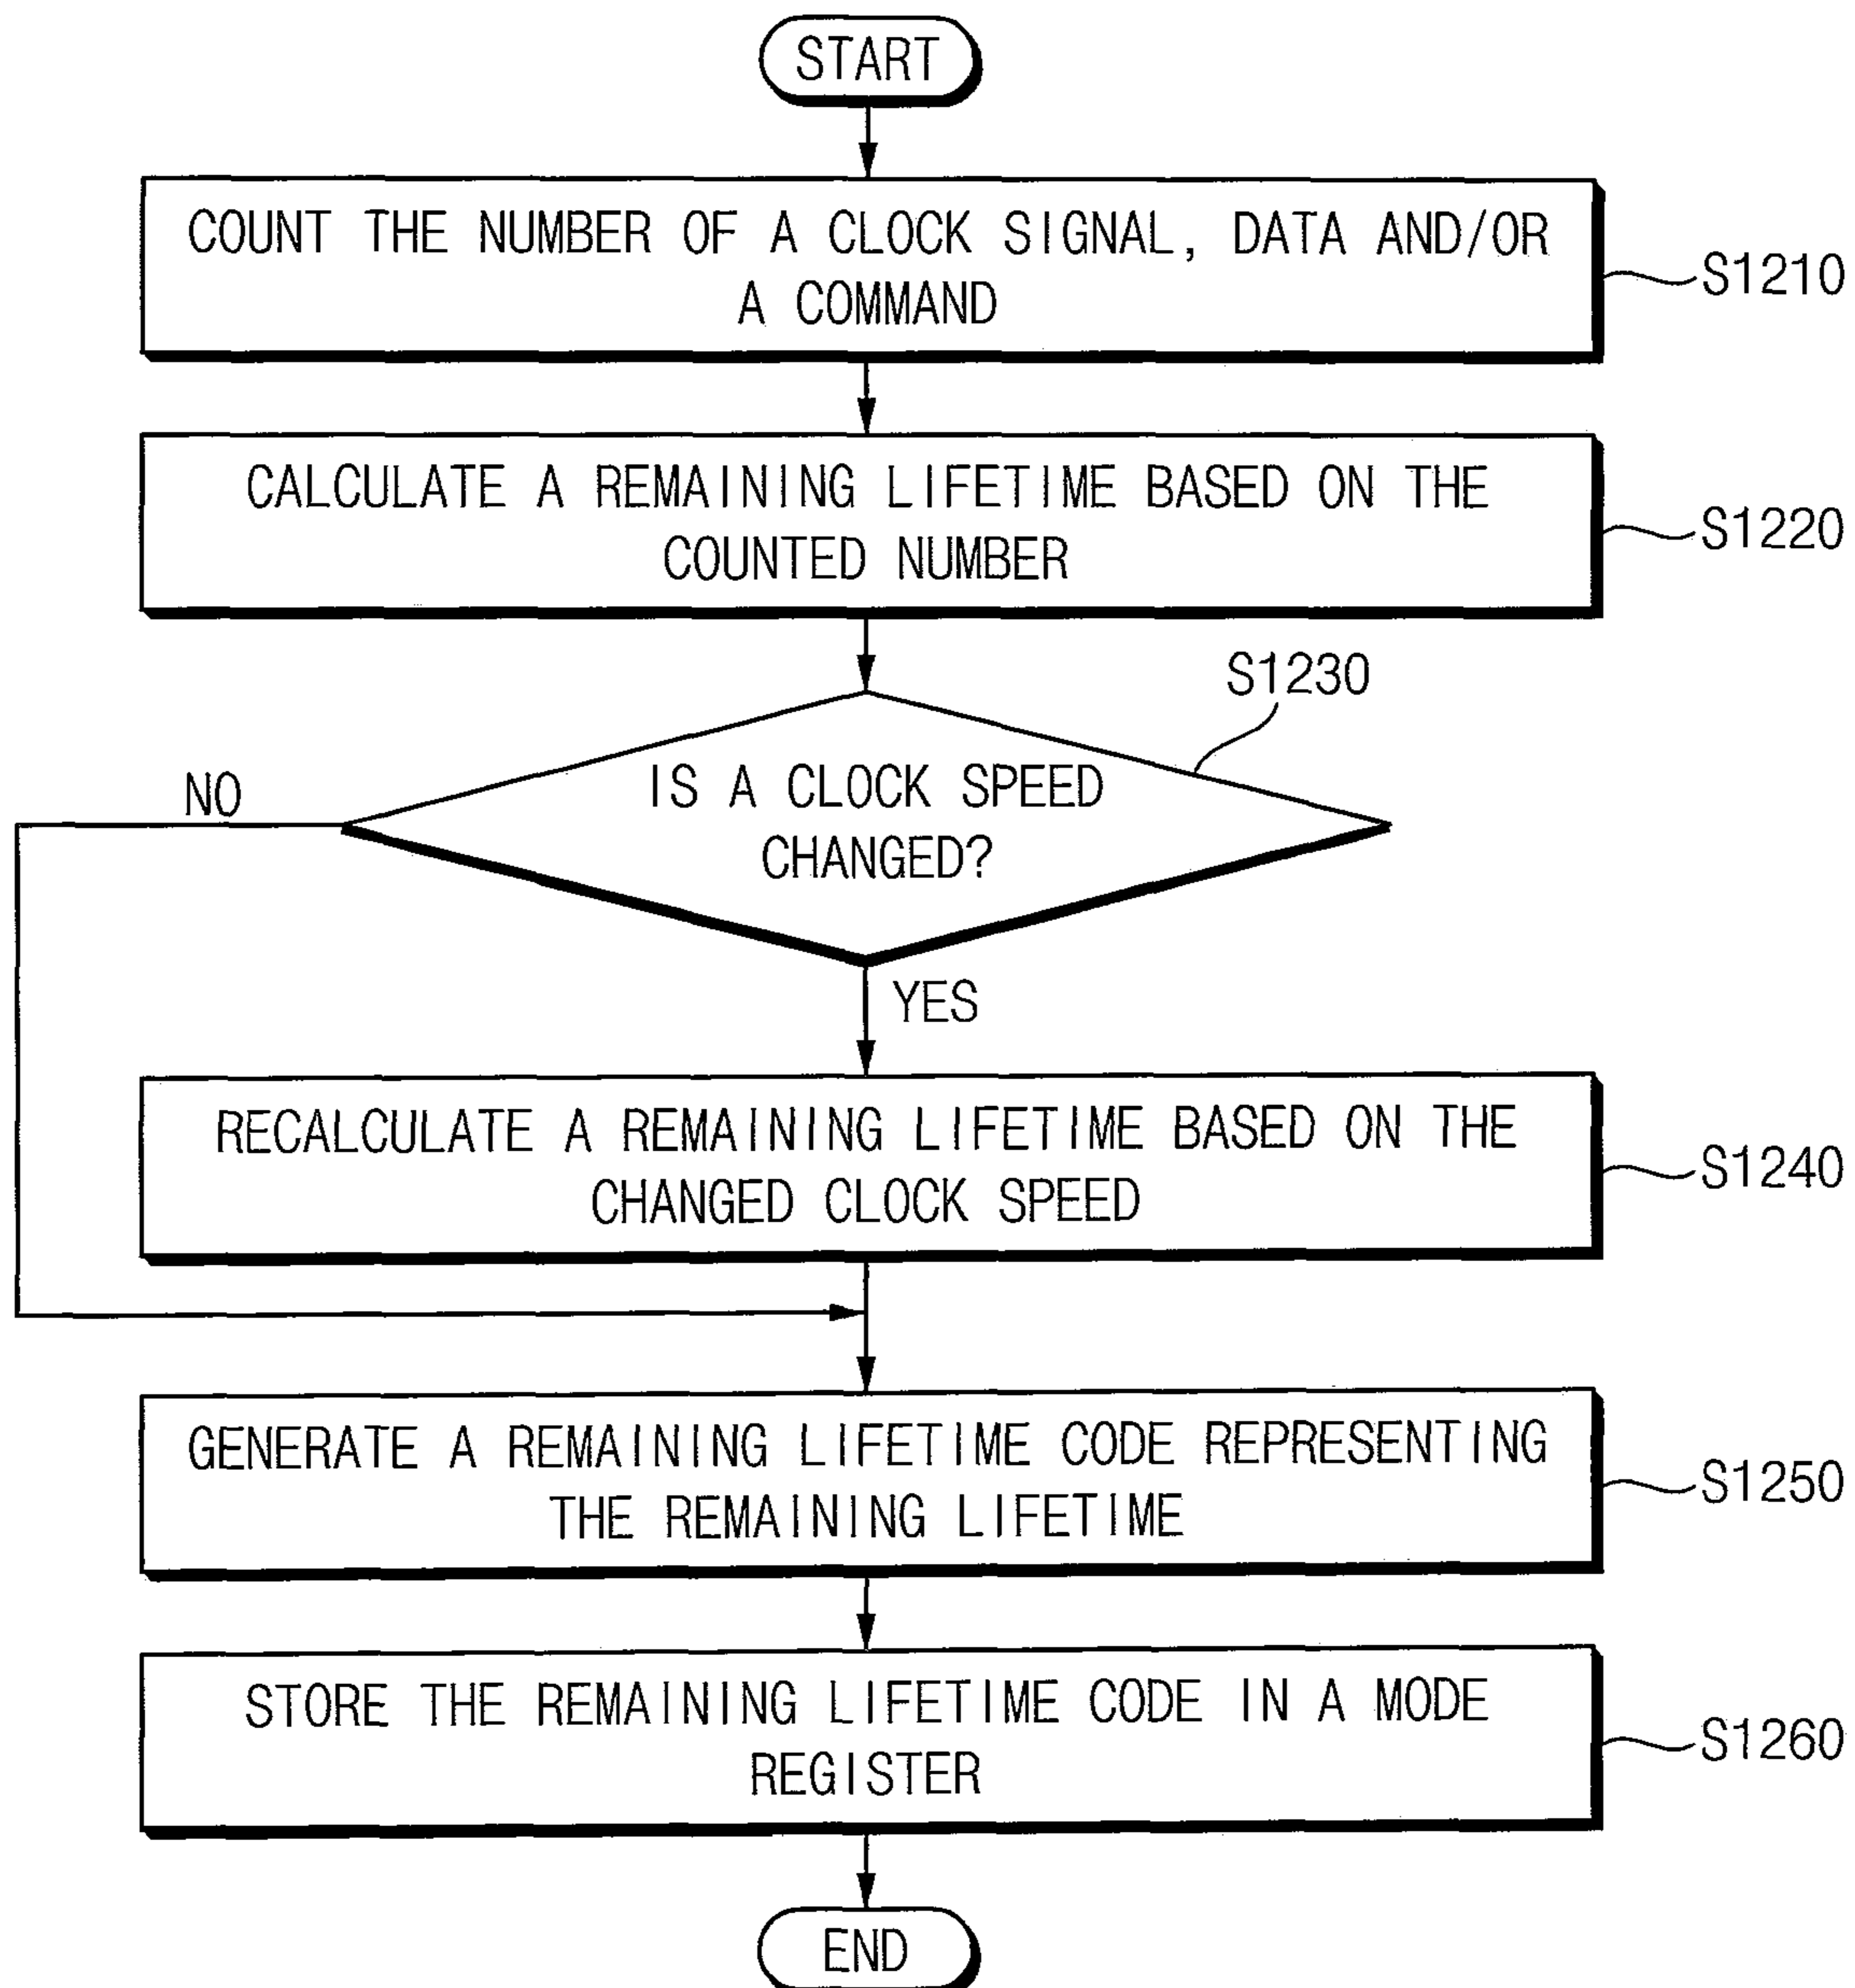 START
COUNT THE NUMBER OF A CLOCK SIGNAL, DATA AND/OR
A COMMAND
S1210
CALCULATE A REMAINING LIFETIME BASED ON THE
COUNTED NUMBER
S1220
S1230
IS A CLOCK SPEED
CHANGED?
NO
YES
RECALCULATE A REMAINING LIFETIME BASED ON THE
CHANGED CLOCK SPEED
S1240
GENERATE A REMAINING LIFETIME CODE REPRESENTING
THE REMAINING LIFETIME
S1250
STORE THE REMAINING LIFETIME CODE IN A MODE
REGISTER
S1260
END